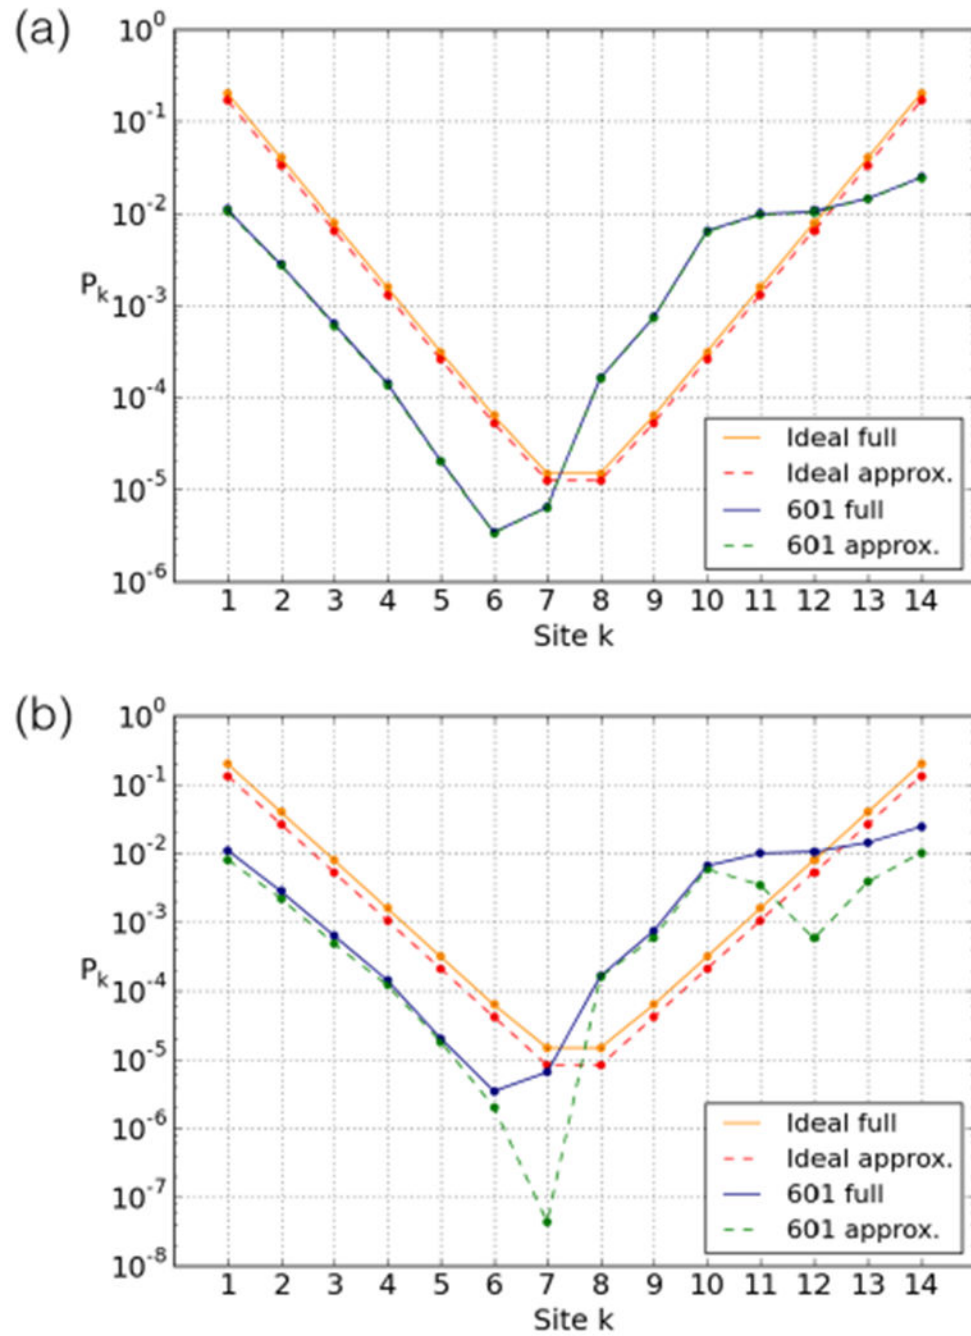 (a)
10^0
10^-1
10^-2
P_k
10^-3
10^-4
10^-5
10^-6
Ideal full
Ideal approx.
601 full
601 approx.
1 2 3 4 5 6 7 8 9 10 11 12 13 14
Site k
(b)
10^0
10^-1
10^-2
10^-3
P_k
10^-4
10^-5
10^-6
10^-7
10^-8
Ideal full
Ideal approx.
601 full
601 approx.
1 2 3 4 5 6 7 8 9 10 11 12 13 14
Site k